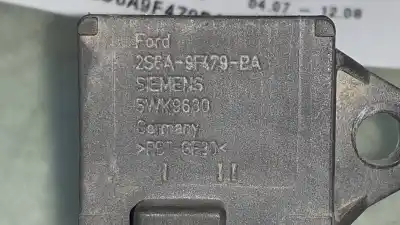 04.07 - 12.08
Ford
2S6A-9F479-BA
SIEMENS
5WK9630
Germany
>PBT-GF30<
I II